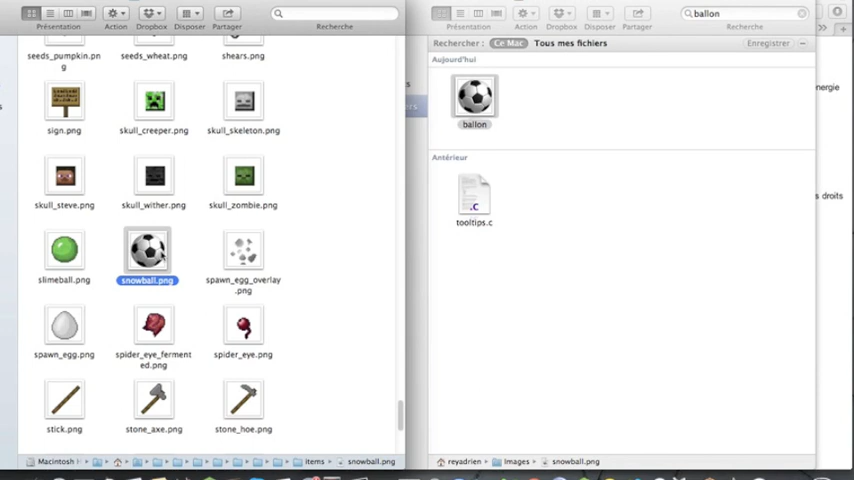 Présentation Action Dropbox Disposer Partager Recherche
seeds_pumpkin.pn
g
seeds_wheat.png
shears.png
sign.png
skull_creeper.png
skull_skeleton.png
skull_steve.png
skull_wither.png
skull_zombie.png
slimeball.png
snowball.png
spawn_egg_overlay
.png
spawn_egg.png
spider_eye_ferment
ed.png
spider_eye.png
stick.png
stone_axe.png
stone_hoe.png
Macintosh items snowball.png
ballon
Présentation Action Dropbox Disposer Partager Recherche
Rechercher : Ce Mac Tous mes fichiers Enregistrer
Aujourd'hui
ballon
Antérieur
.C
tooltips.c
reyadrien Images snowball.png
ers
nergie
s droits